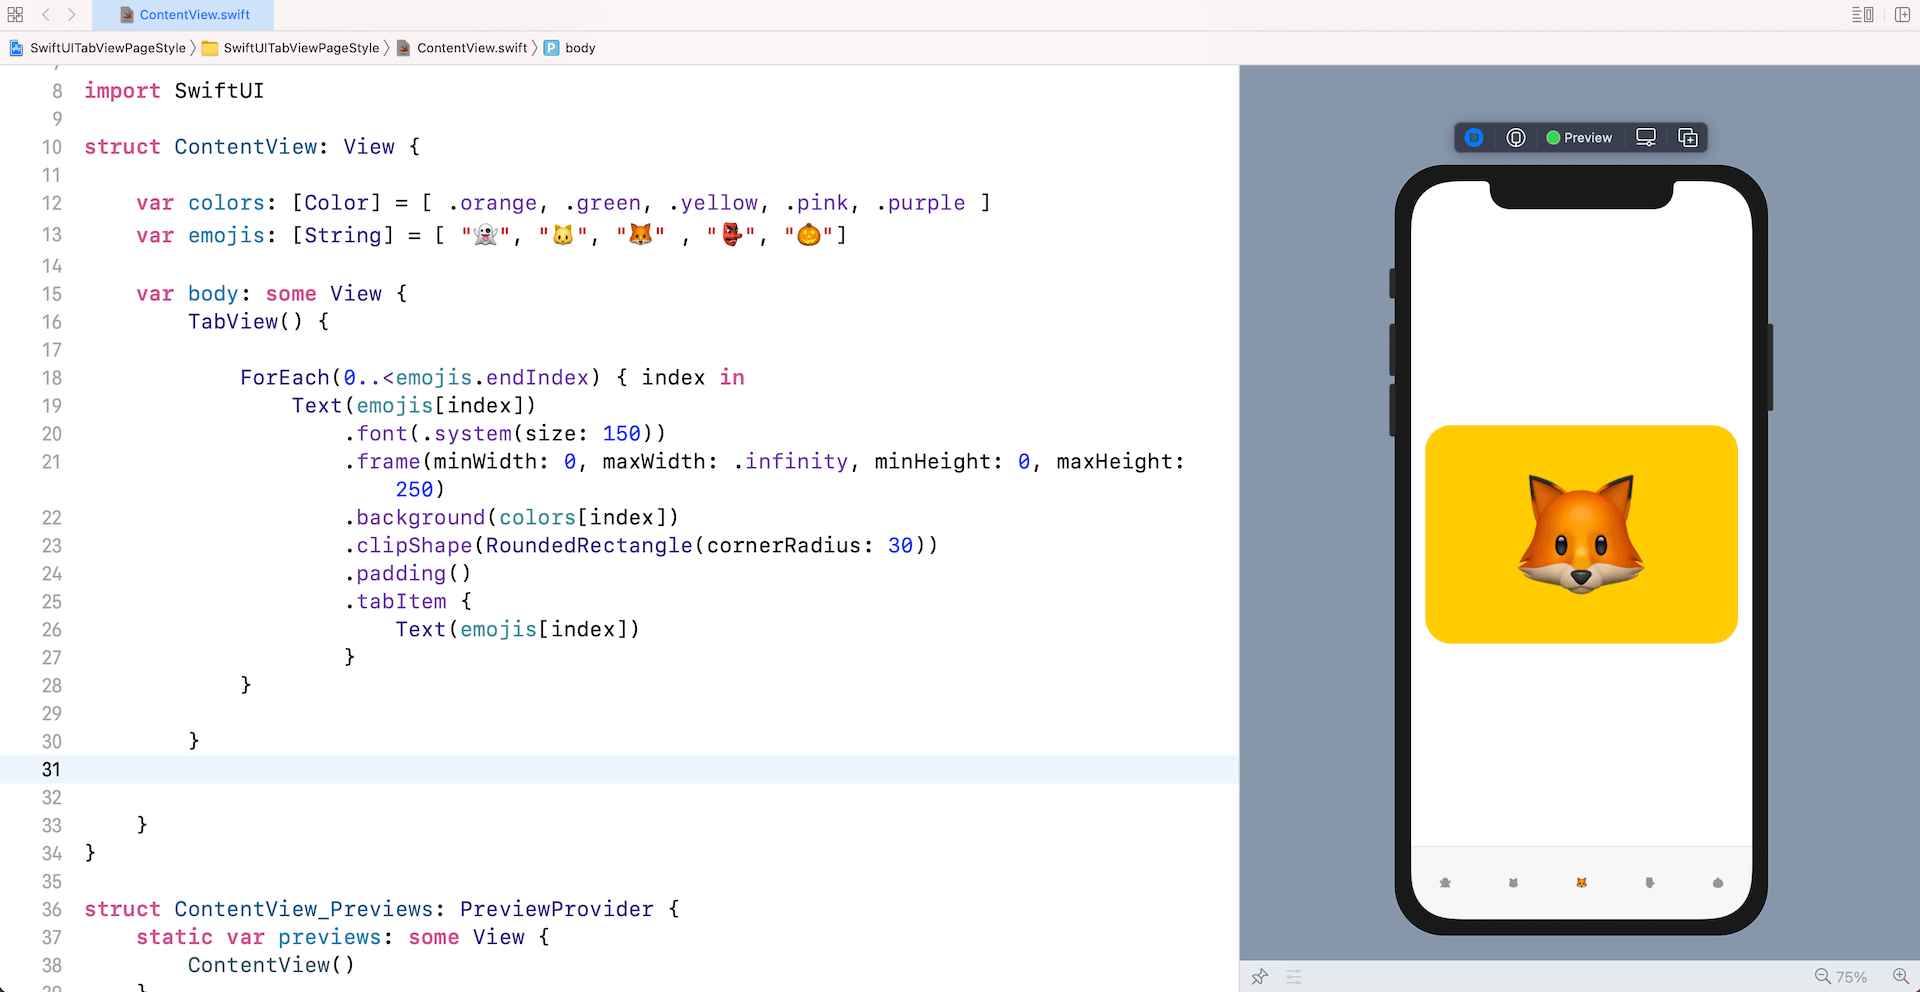 ContentView.swift
SwiftUITabViewPageStyle 〉 SwiftUITabViewPageStyle 〉 ContentView.swift 〉 P body
8 import SwiftUI
9
10 struct ContentView: View {
11
12 var colors: [Color] = [ .orange, .green, .yellow, .pink, .purple ]
13 var emojis: [String] = [ "👻", "🐱", "🦊" , "👺", "🎃"]
14
15 var body: some View {
16 TabView() {
17
18 ForEach(0..<emojis.endIndex) { index in
19 Text(emojis[index])
20 .font(.system(size: 150))
21 .frame(minWidth: 0, maxWidth: .infinity, minHeight: 0, maxHeight:
250)
22 .background(colors[index])
23 .clipShape(RoundedRectangle(cornerRadius: 30))
24 .padding()
25 .tabItem {
26 Text(emojis[index])
27 }
28 }
29
30 }
31
32
33 }
34 }
35
36 struct ContentView_Previews: PreviewProvider {
37 static var previews: some View {
38 ContentView()
39 }
Preview
75%